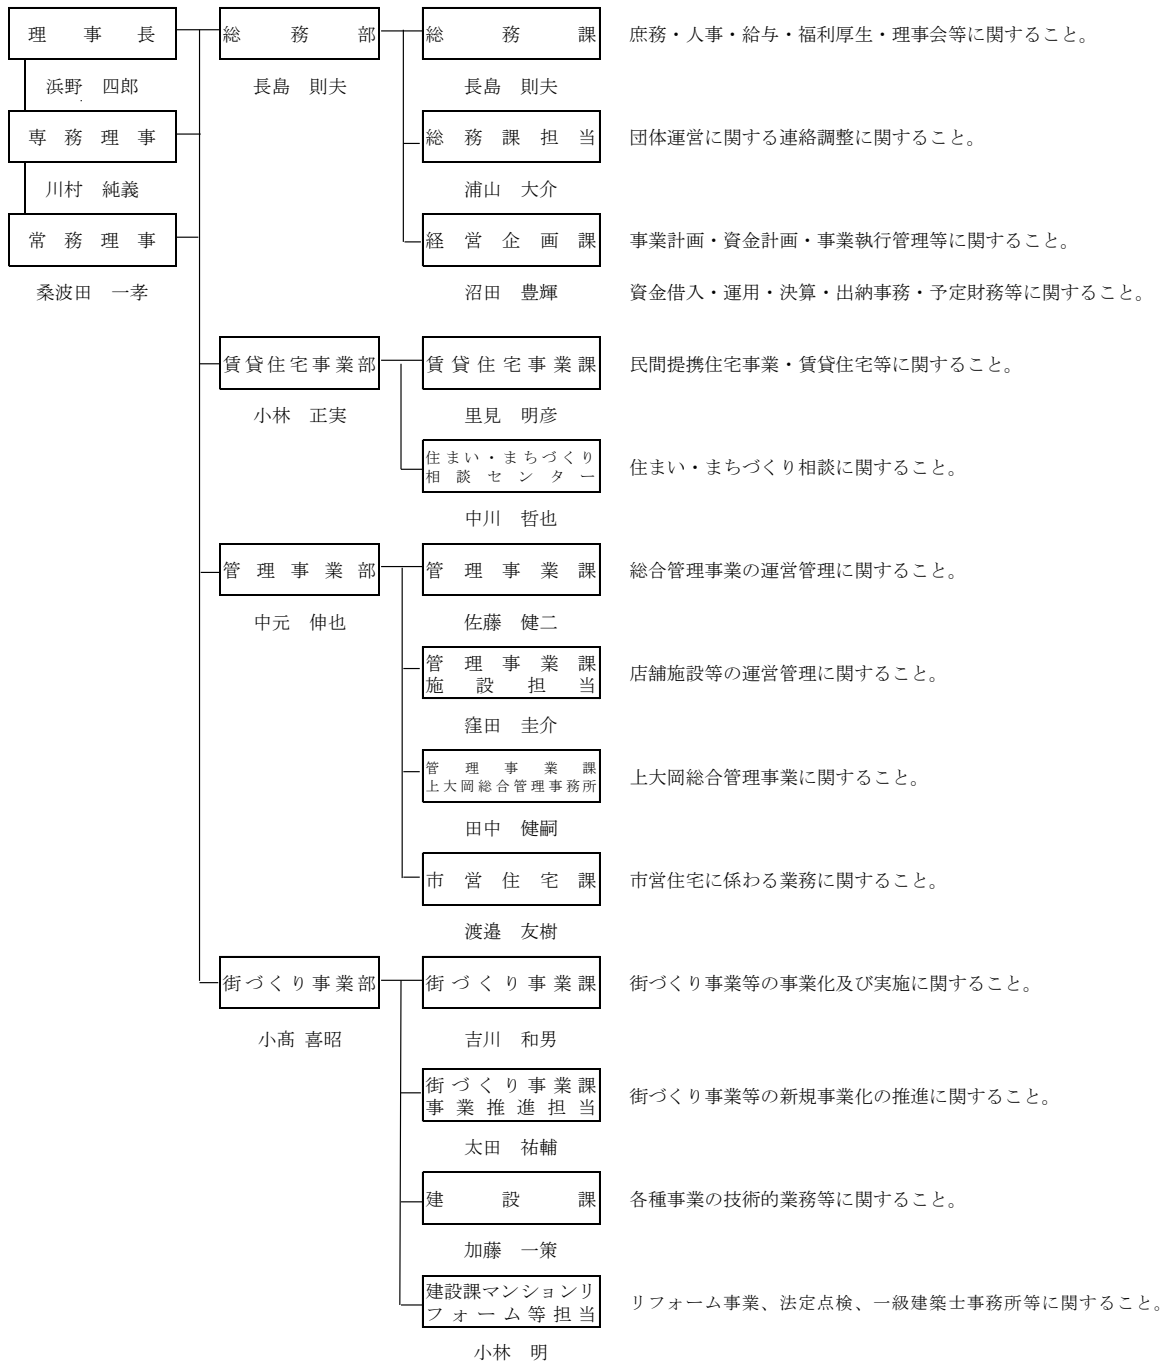 理事長
総務部
総務課
庶務・人事・給与・福利厚生・理事会等に関すること。
浜野　四郎
長島　則夫
長島　則夫
専務理事
総務課担当
団体運営に関する連絡調整に関すること。
川村　純義
浦山　大介
常務理事
経営企画課
事業計画・資金計画・事業執行管理等に関すること。
桑波田　一孝
沼田　豊輝
資金借入・運用・決算・出納事務・予定財務等に関すること。
賃貸住宅事業部
賃貸住宅事業課
民間提携住宅事業・賃貸住宅等に関すること。
小林　正実
里見　明彦
住まい・まちづくり
相談センター
住まい・まちづくり相談に関すること。
中川　哲也
管理事業部
管理事業課
総合管理事業の運営管理に関すること。
中元　伸也
佐藤　健二
管理事業課
施設担当
店舗施設等の運営管理に関すること。
窪田　圭介
管理事業課
上大岡総合管理事務所
上大岡総合管理事業に関すること。
田中　健嗣
市営住宅課
市営住宅に係わる業務に関すること。
渡邉　友樹
街づくり事業部
街づくり事業課
街づくり事業等の事業化及び実施に関すること。
小髙 喜昭
吉川　和男
街づくり事業課
事業推進担当
街づくり事業等の新規事業化の推進に関すること。
太田　祐輔
建設課
各種事業の技術的業務等に関すること。
加藤　一策
建設課マンションリ
フォーム等担当
リフォーム事業、法定点検、一級建築士事務所等に関すること。
小林　明